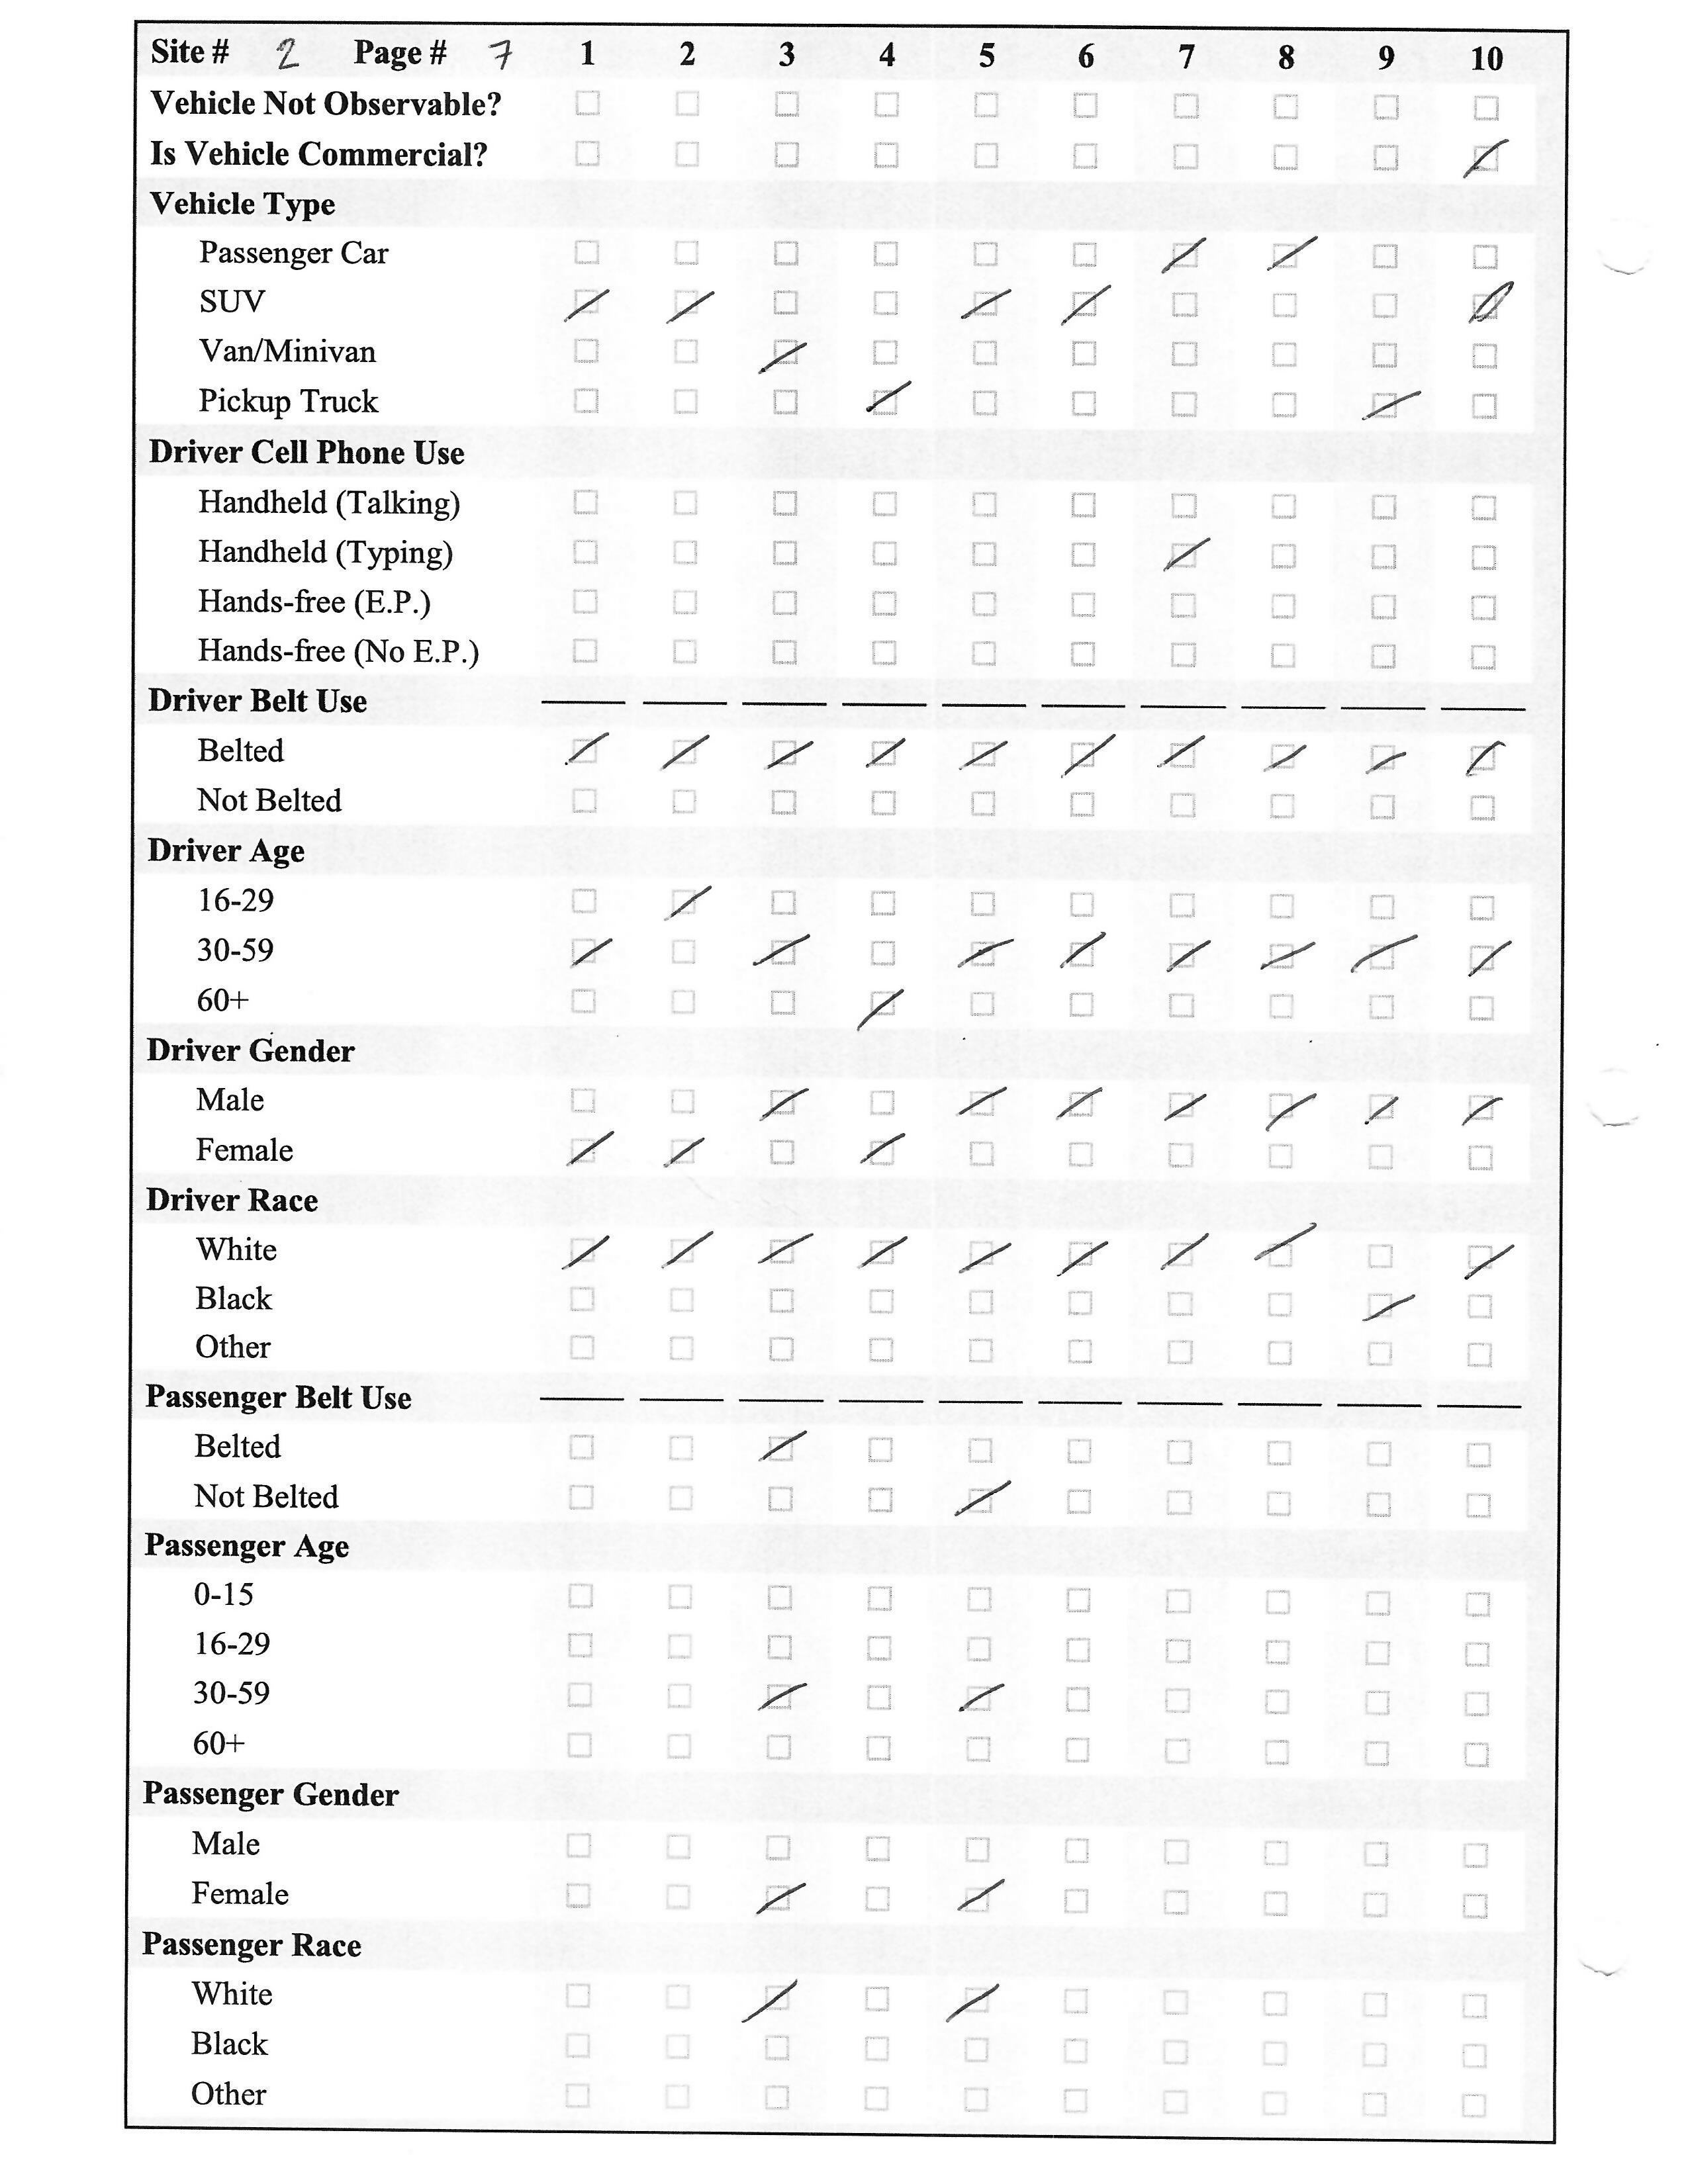 Site # 2 Page # 7 1 2 3 4 5 6 7 8 9 10
Vehicle Not Observable?
Is Vehicle Commercial?
Vehicle Type
Passenger Car
SUV
Van/Minivan
Pickup Truck
Driver Cell Phone Use
Handheld (Talking)
Handheld (Typing)
Hands-free (E.P.)
Hands-free (No E.P.)
Driver Belt Use
Belted
Not Belted
Driver Age
16-29
30-59
60+
Driver Gender
Male
Female
Driver Race
White
Black
Other
Passenger Belt Use
Belted
Not Belted
Passenger Age
0-15
16-29
30-59
60+
Passenger Gender
Male
Female
Passenger Race
White
Black
Other